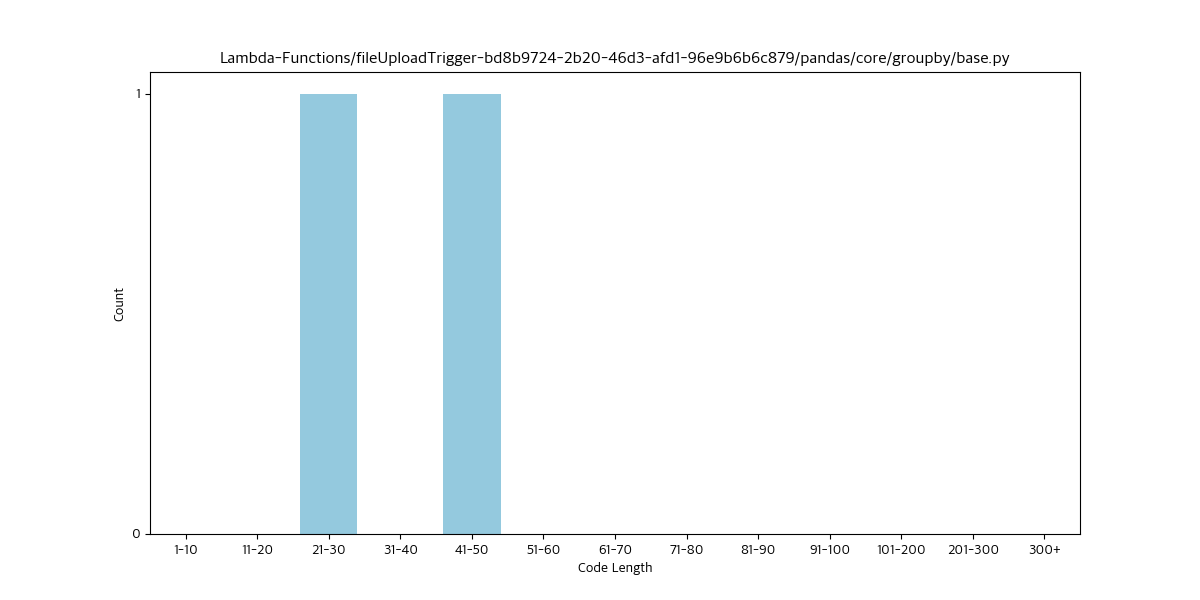 Lambda-Functions/fileUploadTrigger-bd8b9724-2b20-46d3-afd1-96e9b6b6c879/pandas/core/groupby/base.py
1
Count
0
1-10 11-20 21-30 31-40 41-50 51-60 61-70 71-80 81-90 91-100 101-200 201-300 300+
Code Length